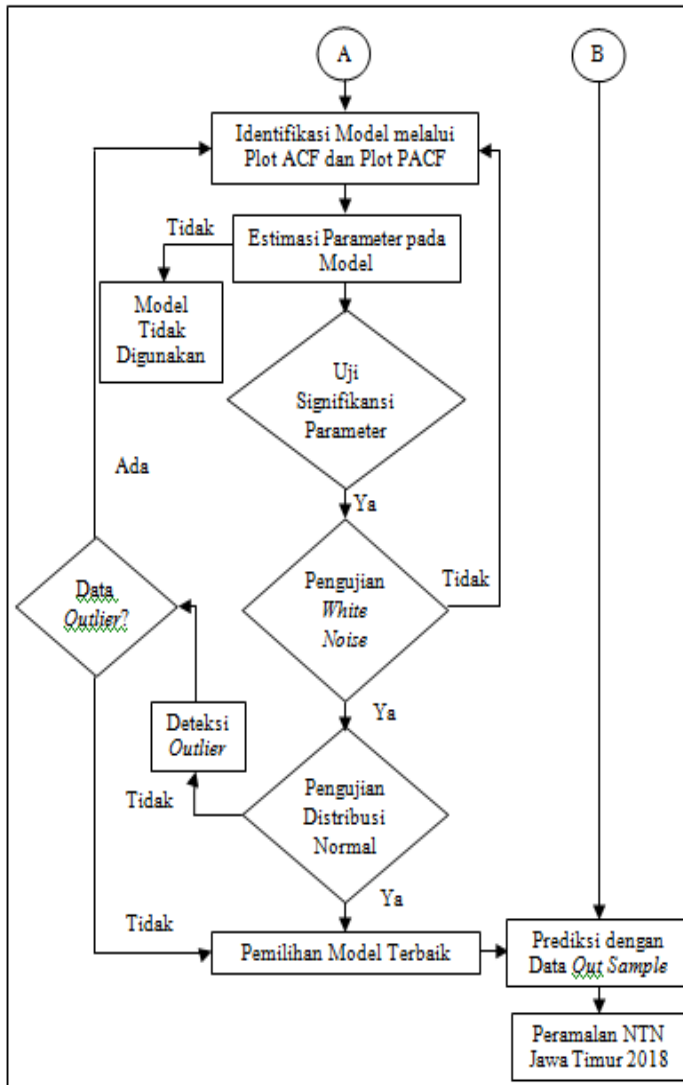 A
B
Identifikasi Model melalui
Plot ACF dan Plot PACF
Tidak
Estimasi Parameter pada
Model
Model
Tidak
Digunakan
Uji
Signifikansi
Parameter
Ada
Ya
Data
Outlier?
Pengujian
White
Noise
Tidak
Ya
Deteksi
Outlier
Tidak
Pengujian
Distribusi
Normal
Ya
Tidak
Pemilihan Model Terbaik
Prediksi dengan
Data Out Sample
Peramalan NTN
Jawa Timur 2018